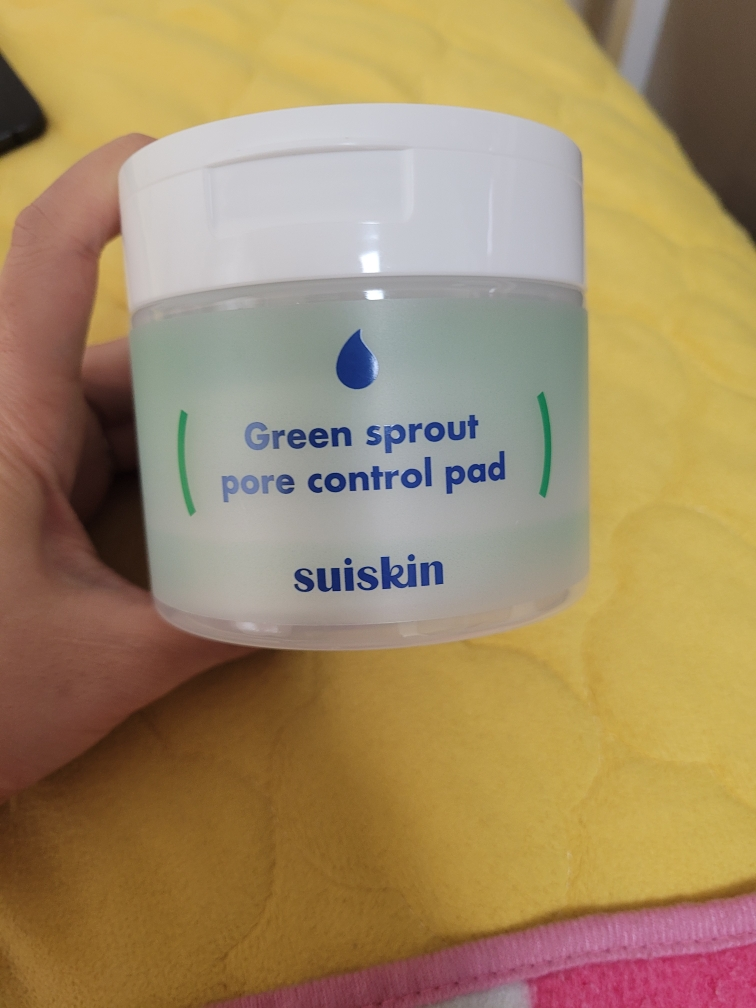 Green sprout
pore control pad
suiskin